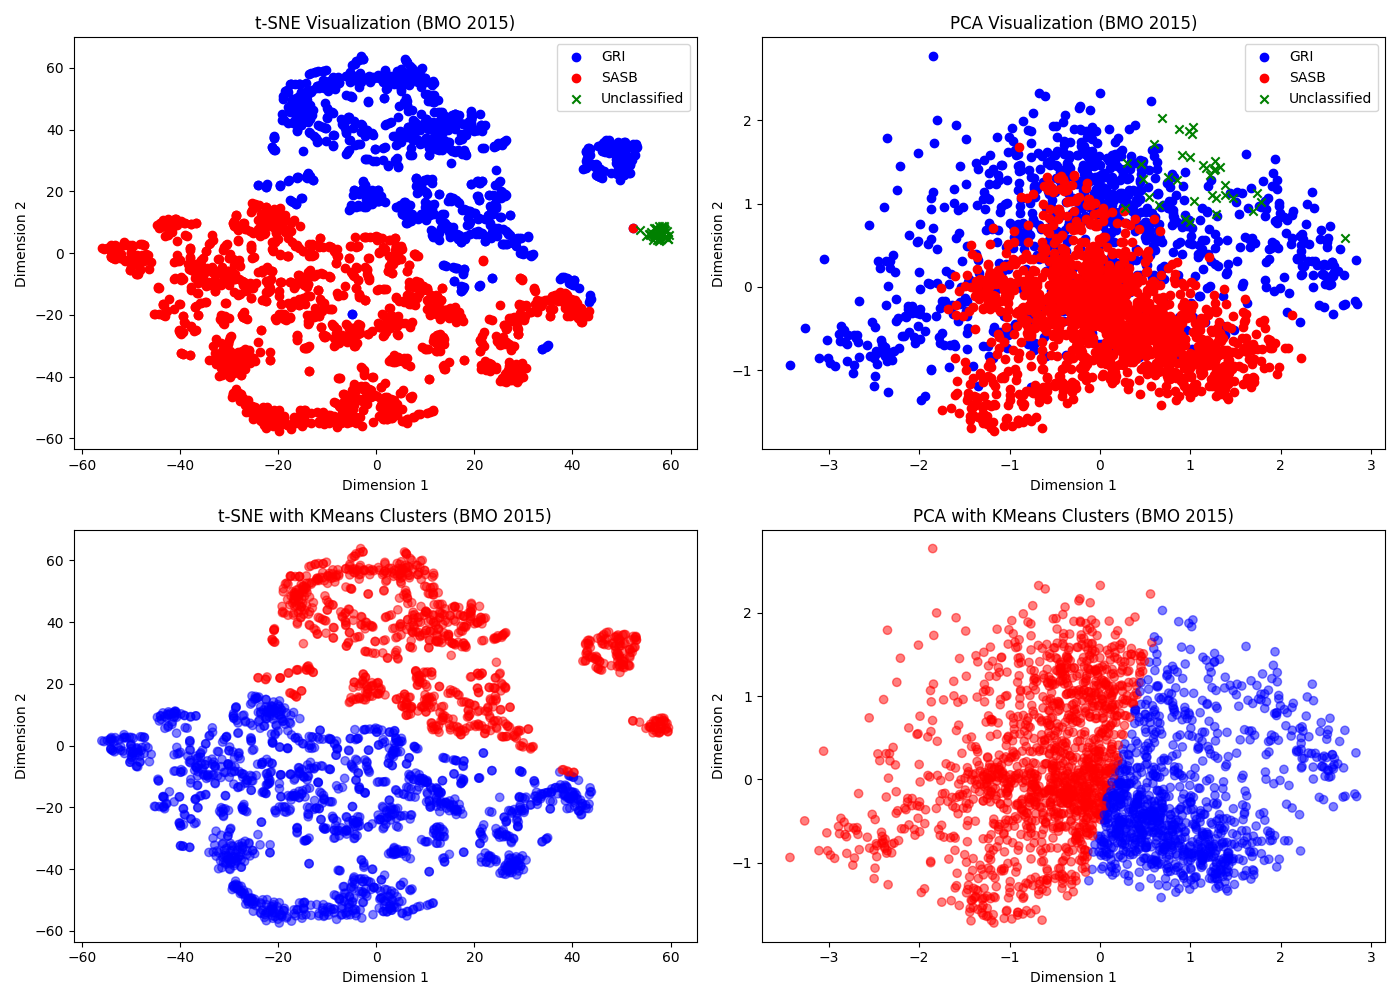 t-SNE Visualization (BMO 2015)
GRI
SASB
Unclassified
60
40
20
0
−20
−40
−60
Dimension 2
−60
−40
−20
0
20
40
60
Dimension 1
PCA Visualization (BMO 2015)
GRI
SASB
Unclassified
2
1
0
−1
Dimension 2
−3
−2
−1
0
1
2
3
Dimension 1
t-SNE with KMeans Clusters (BMO 2015)
60
40
20
0
−20
−40
−60
Dimension 2
−60
−40
−20
0
20
40
60
Dimension 1
PCA with KMeans Clusters (BMO 2015)
2
1
0
−1
Dimension 2
−3
−2
−1
0
1
2
3
Dimension 1